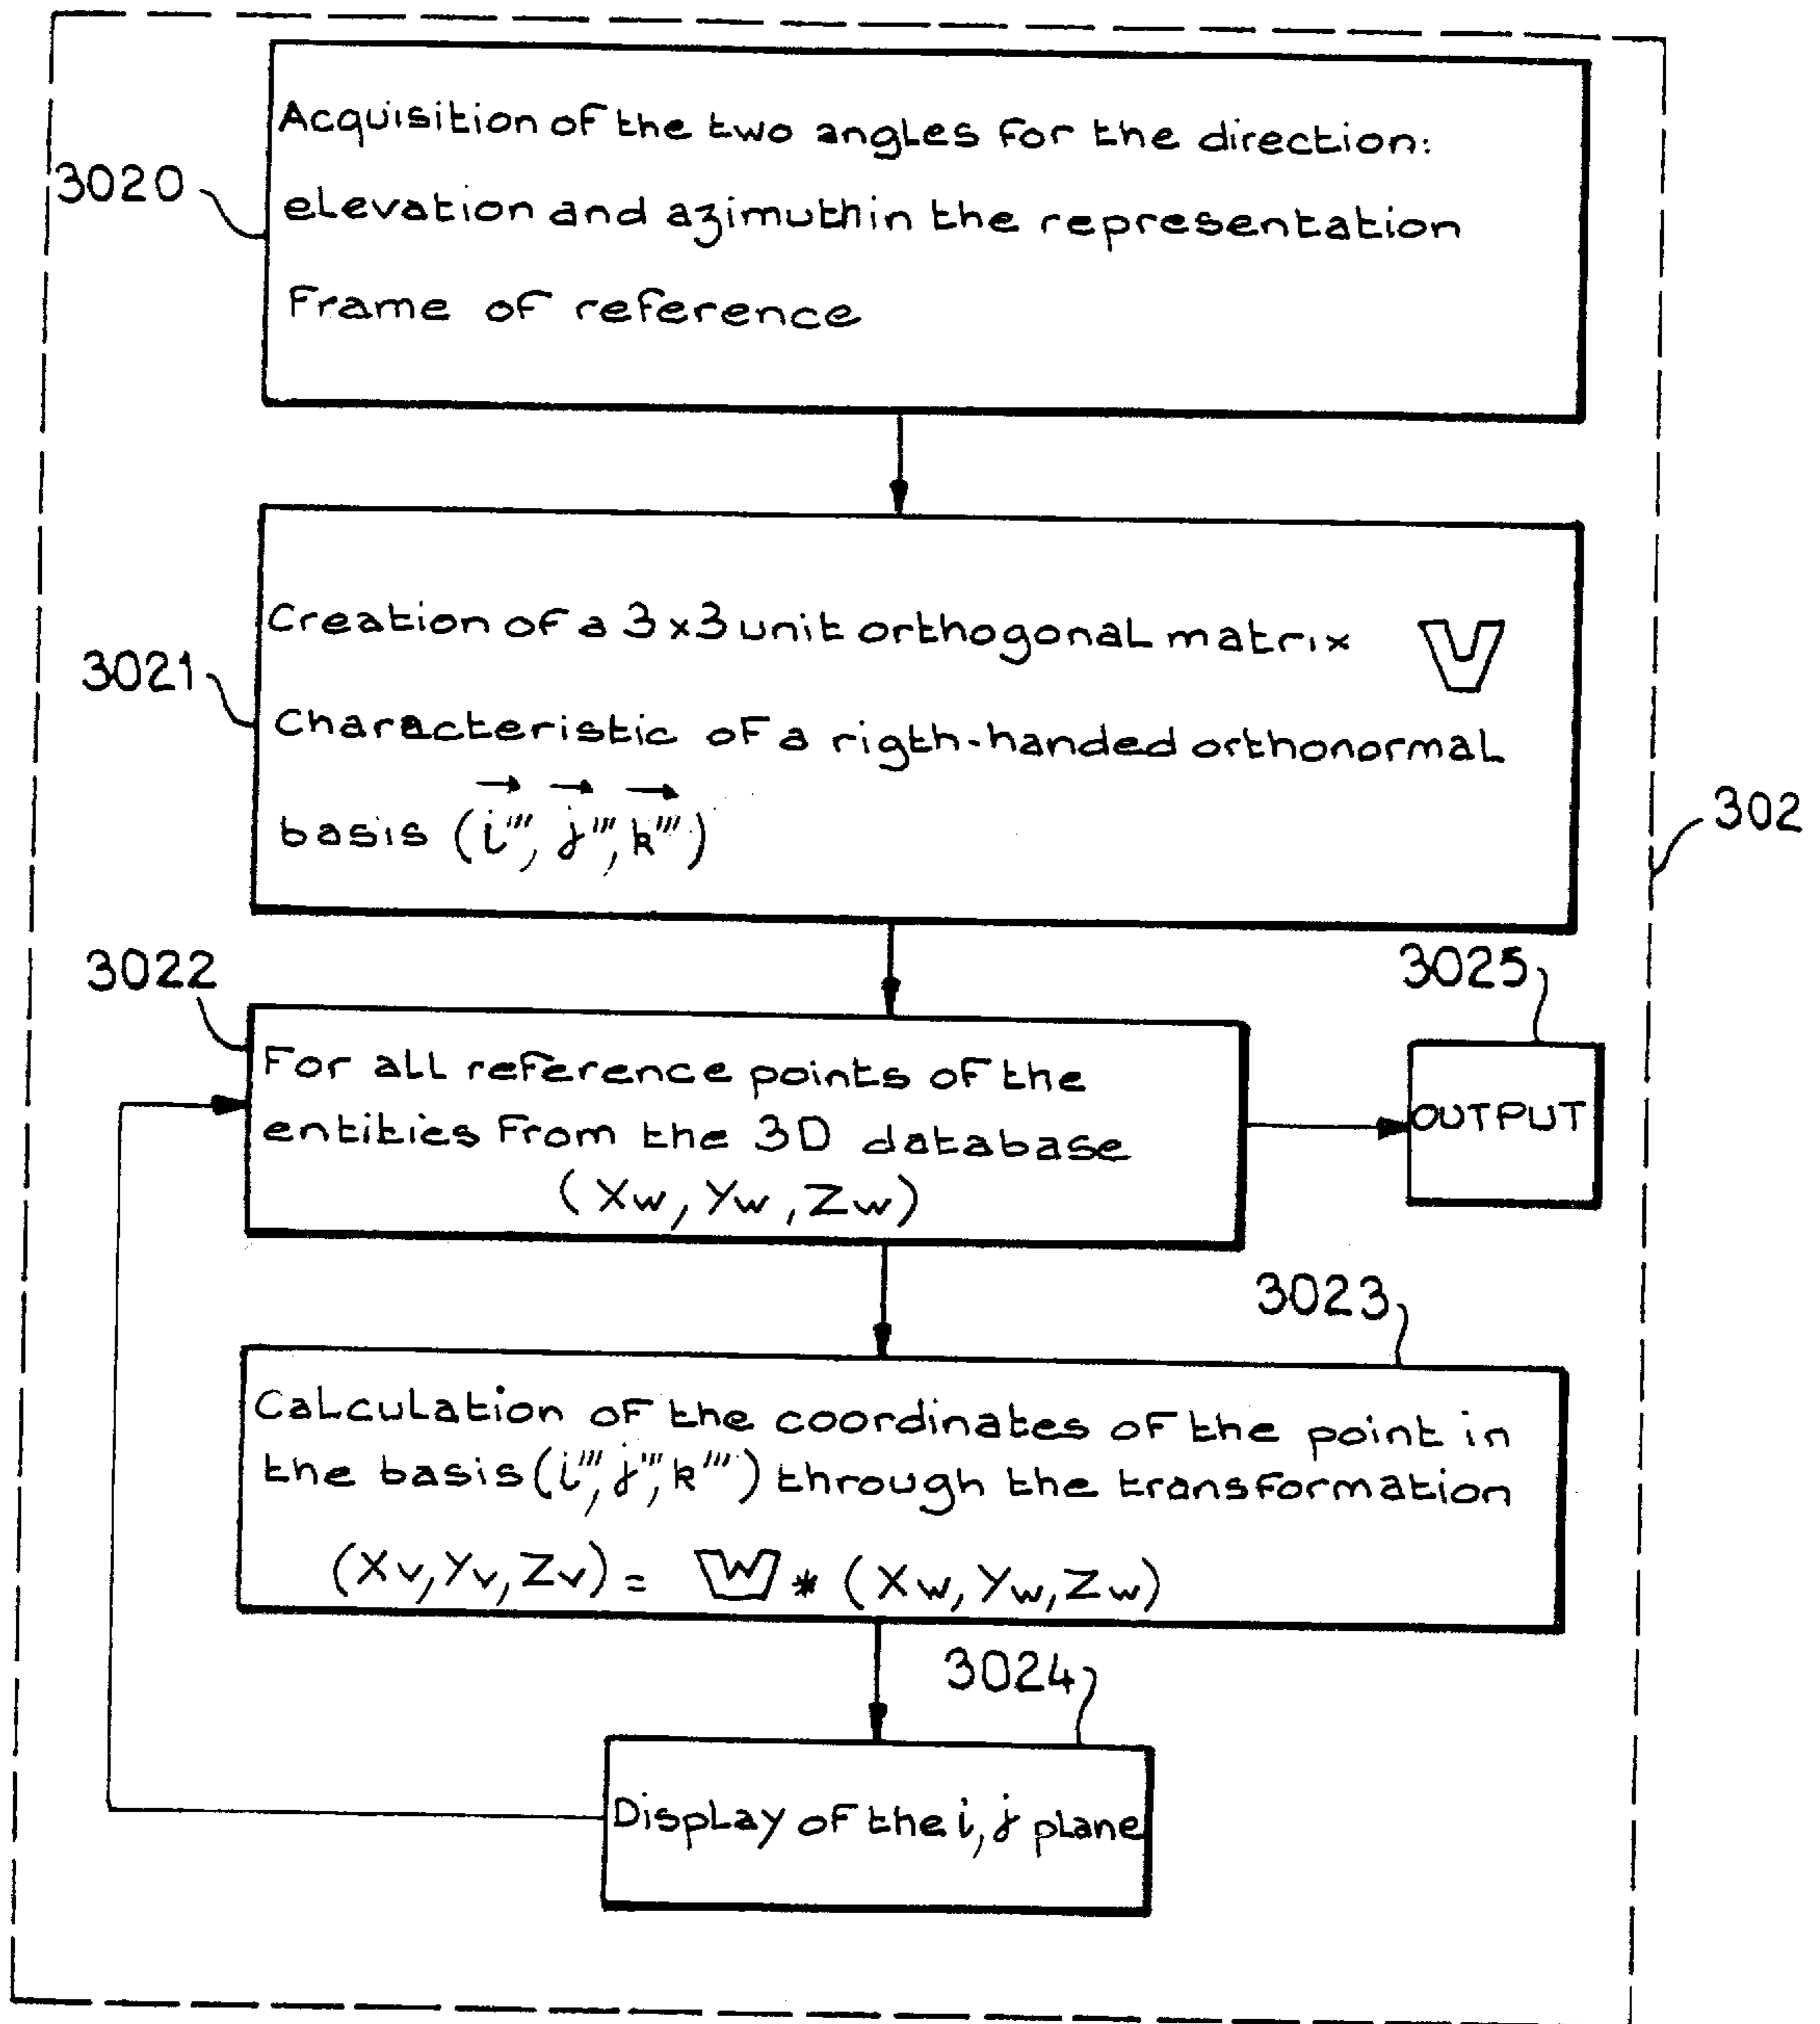 3020
Acquisition of the two angles for the direction:
elevation and azimuthin the representation
Frame of reference
3021
Creation of a 3x3 unit orthogonal matrix V
Characteristic of a rigth-handed orthonormal
basis (i''', j''', k''')
302
3022
For all reference points of the
entities From the 3D database
(Xw, Yw, Zw)
3025
OUTPUT
3023
Calculation of the coordinates of the point in
the basis (i''', j''', k''') through the transformation
(Xv, Yv, Zv) = W * (Xw, Yw, Zw)
3024
Display of the i, j plane